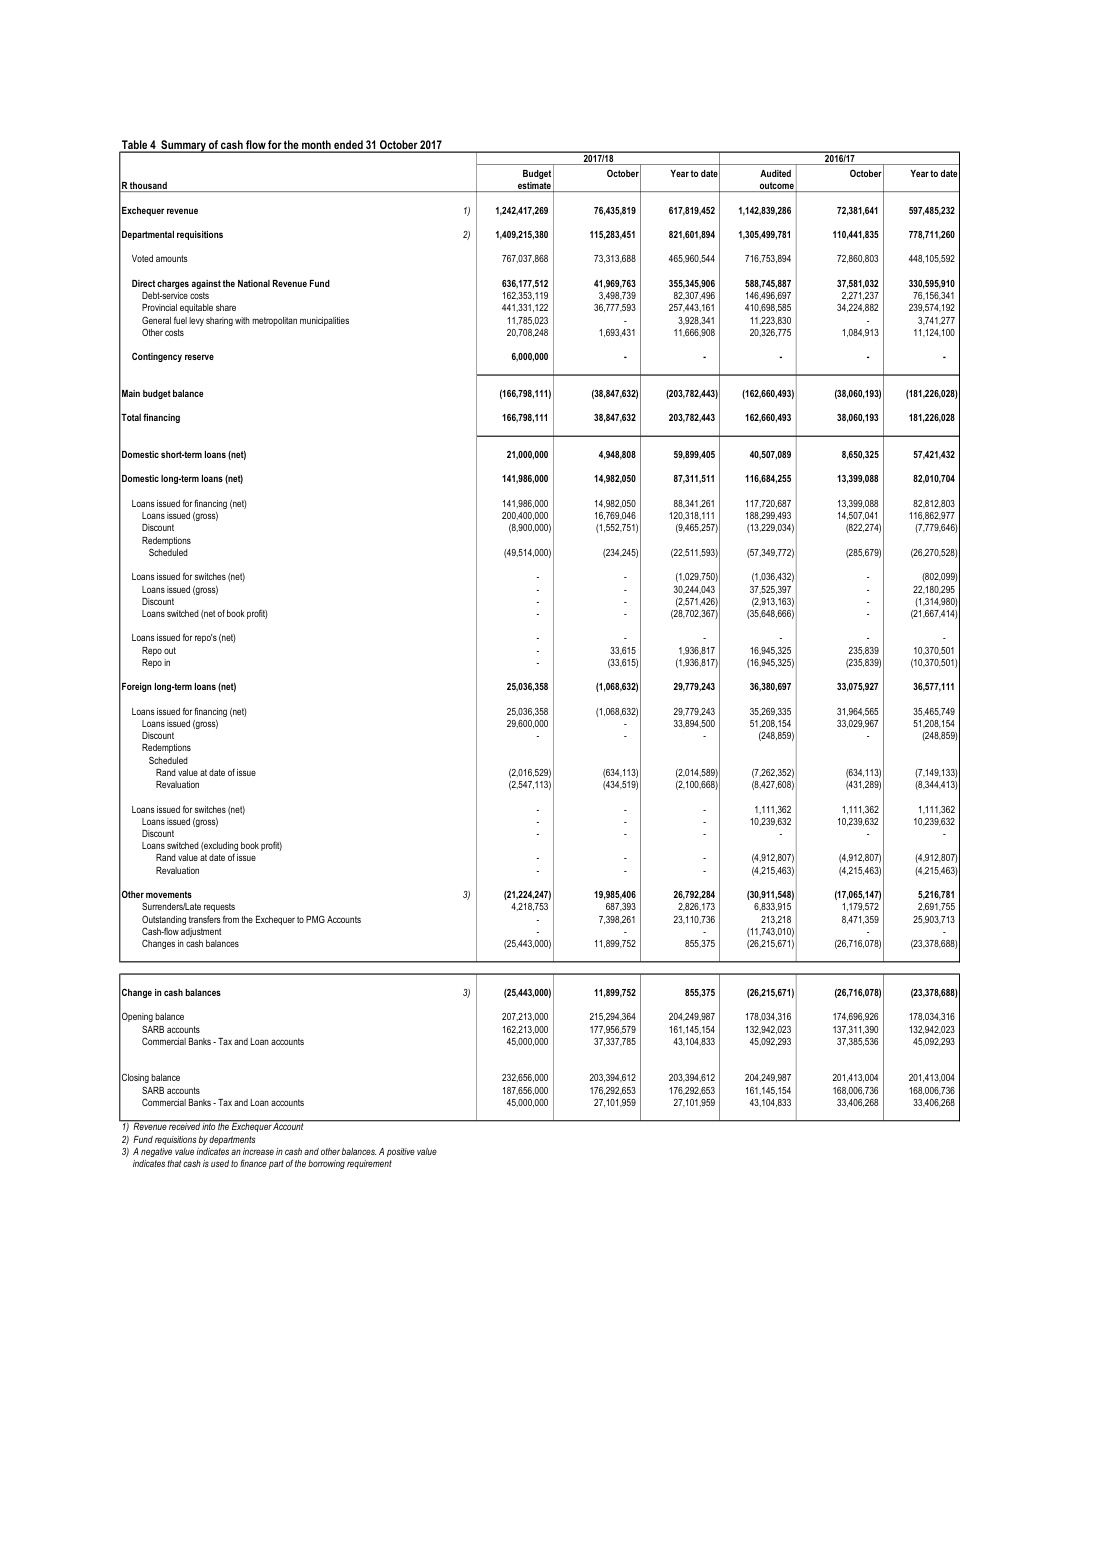 Table 4 Summary of cash flow for the month ended 31 October 2017
2017/18 2016/17
Budget October Year to date Audited October Year to date
R thousand estimate outcome
Exchequer revenue 1) 1,242,417,269 76,435,819 617,819,452 1,142,839,286 72,381,641 597,485,232
Departmental requisitions 2) 1,409,215,380 115,283,451 821,601,894 1,305,499,781 110,441,835 778,711,260
Voted amounts 767,037,868 73,313,688 465,960,544 716,753,894 72,860,803 448,105,592
Direct charges against the National Revenue Fund 636,177,512 41,969,763 355,345,906 588,745,887 37,581,032 330,595,910
Debt-service costs 162,353,119 3,498,739 82,307,496 146,496,697 2,271,237 76,156,341
Provincial equitable share 441,331,122 36,777,593 257,443,161 410,698,585 34,224,882 239,574,192
General fuel levy sharing with metropolitan municipalities 11,785,023 - 3,928,341 11,223,830 - 3,741,277
Other costs 20,708,248 1,693,431 11,666,908 20,326,775 1,084,913 11,124,100
Contingency reserve 6,000,000 - - - - -
Main budget balance (166,798,111) (38,847,632) (203,782,443) (162,660,493) (38,060,193) (181,226,028)
Total financing 166,798,111 38,847,632 203,782,443 162,660,493 38,060,193 181,226,028
Domestic short-term loans (net) 21,000,000 4,948,808 59,899,405 40,507,089 8,650,325 57,421,432
Domestic long-term loans (net) 141,986,000 14,982,050 87,311,511 116,684,255 13,399,088 82,010,704
Loans issued for financing (net) 141,986,000 14,982,050 88,341,261 117,720,687 13,399,088 82,812,803
Loans issued (gross) 200,400,000 16,769,046 120,318,111 188,299,493 14,507,041 116,862,977
Discount (8,900,000) (1,552,751) (9,465,257) (13,229,034) (822,274) (7,779,646)
Redemptions
Scheduled (49,514,000) (234,245) (22,511,593) (57,349,772) (285,679) (26,270,528)
Loans issued for switches (net) - - (1,029,750) (1,036,432) - (802,099)
Loans issued (gross) - - 30,244,043 37,525,397 - 22,180,295
Discount - - (2,571,426) (2,913,163) - (1,314,980)
Loans switched (net of book profit) - - (28,702,367) (35,648,666) - (21,667,414)
Loans issued for repo's (net) - - - - - -
Repo out - 33,615 1,936,817 16,945,325 235,839 10,370,501
Repo in - (33,615) (1,936,817) (16,945,325) (235,839) (10,370,501)
Foreign long-term loans (net) 25,036,358 (1,068,632) 29,779,243 36,380,697 33,075,927 36,577,111
Loans issued for financing (net) 25,036,358 (1,068,632) 29,779,243 35,269,335 31,964,565 35,465,749
Loans issued (gross) 29,600,000 - 33,894,500 51,208,154 33,029,967 51,208,154
Discount - - - (248,859) - (248,859)
Redemptions
Scheduled
Rand value at date of issue (2,016,529) (634,113) (2,014,589) (7,262,352) (634,113) (7,149,133)
Revaluation (2,547,113) (434,519) (2,100,668) (8,427,608) (431,289) (8,344,413)
Loans issued for switches (net) - - - 1,111,362 1,111,362 1,111,362
Loans issued (gross) - - - 10,239,632 10,239,632 10,239,632
Discount - - - - - -
Loans switched (excluding book profit)
Rand value at date of issue - - - (4,912,807) (4,912,807) (4,912,807)
Revaluation - - - (4,215,463) (4,215,463) (4,215,463)
Other movements 3) (21,224,247) 19,985,406 26,792,284 (30,911,548) (17,065,147) 5,216,781
Surrenders/Late requests 4,218,753 687,393 2,826,173 6,833,915 1,179,572 2,691,755
Outstanding transfers from the Exchequer to PMG Accounts - 7,398,261 23,110,736 213,218 8,471,359 25,903,713
Cash-flow adjustment - - - (11,743,010) - -
Changes in cash balances (25,443,000) 11,899,752 855,375 (26,215,671) (26,716,078) (23,378,688)
Change in cash balances 3) (25,443,000) 11,899,752 855,375 (26,215,671) (26,716,078) (23,378,688)
Opening balance 207,213,000 215,294,364 204,249,987 178,034,316 174,696,926 178,034,316
SARB accounts 162,213,000 177,956,579 161,145,154 132,942,023 137,311,390 132,942,023
Commercial Banks - Tax and Loan accounts 45,000,000 37,337,785 43,104,833 45,092,293 37,385,536 45,092,293
Closing balance 232,656,000 203,394,612 203,394,612 204,249,987 201,413,004 201,413,004
SARB accounts 187,656,000 176,292,653 176,292,653 161,145,154 168,006,736 168,006,736
Commercial Banks - Tax and Loan accounts 45,000,000 27,101,959 27,101,959 43,104,833 33,406,268 33,406,268
1) Revenue received into the Exchequer Account
2) Fund requisitions by departments
3) A negative value indicates an increase in cash and other balances. A positive value
indicates that cash is used to finance part of the borrowing requirement